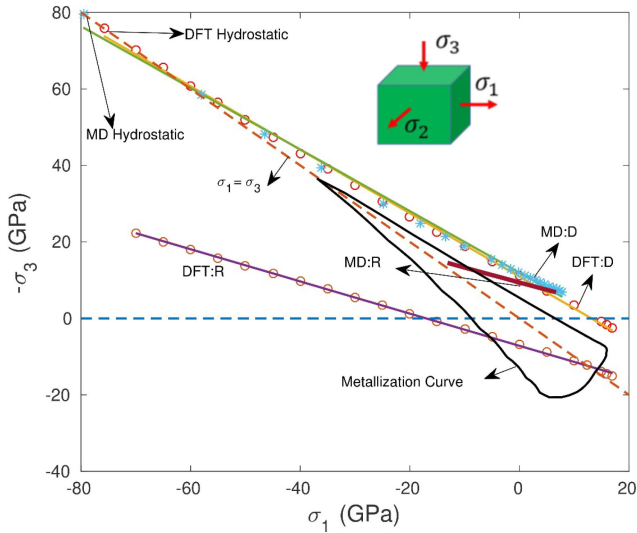 80
60
40
20
0
-20
-40
-80
-60
-40
-20
0
20
-σ3 (GPa)
σ1 (GPa)
DFT Hydrostatic
MD Hydrostatic
σ1= σ3
DFT:R
MD:R
MD:D
DFT:D
Metallization Curve
σ3
σ1
σ2